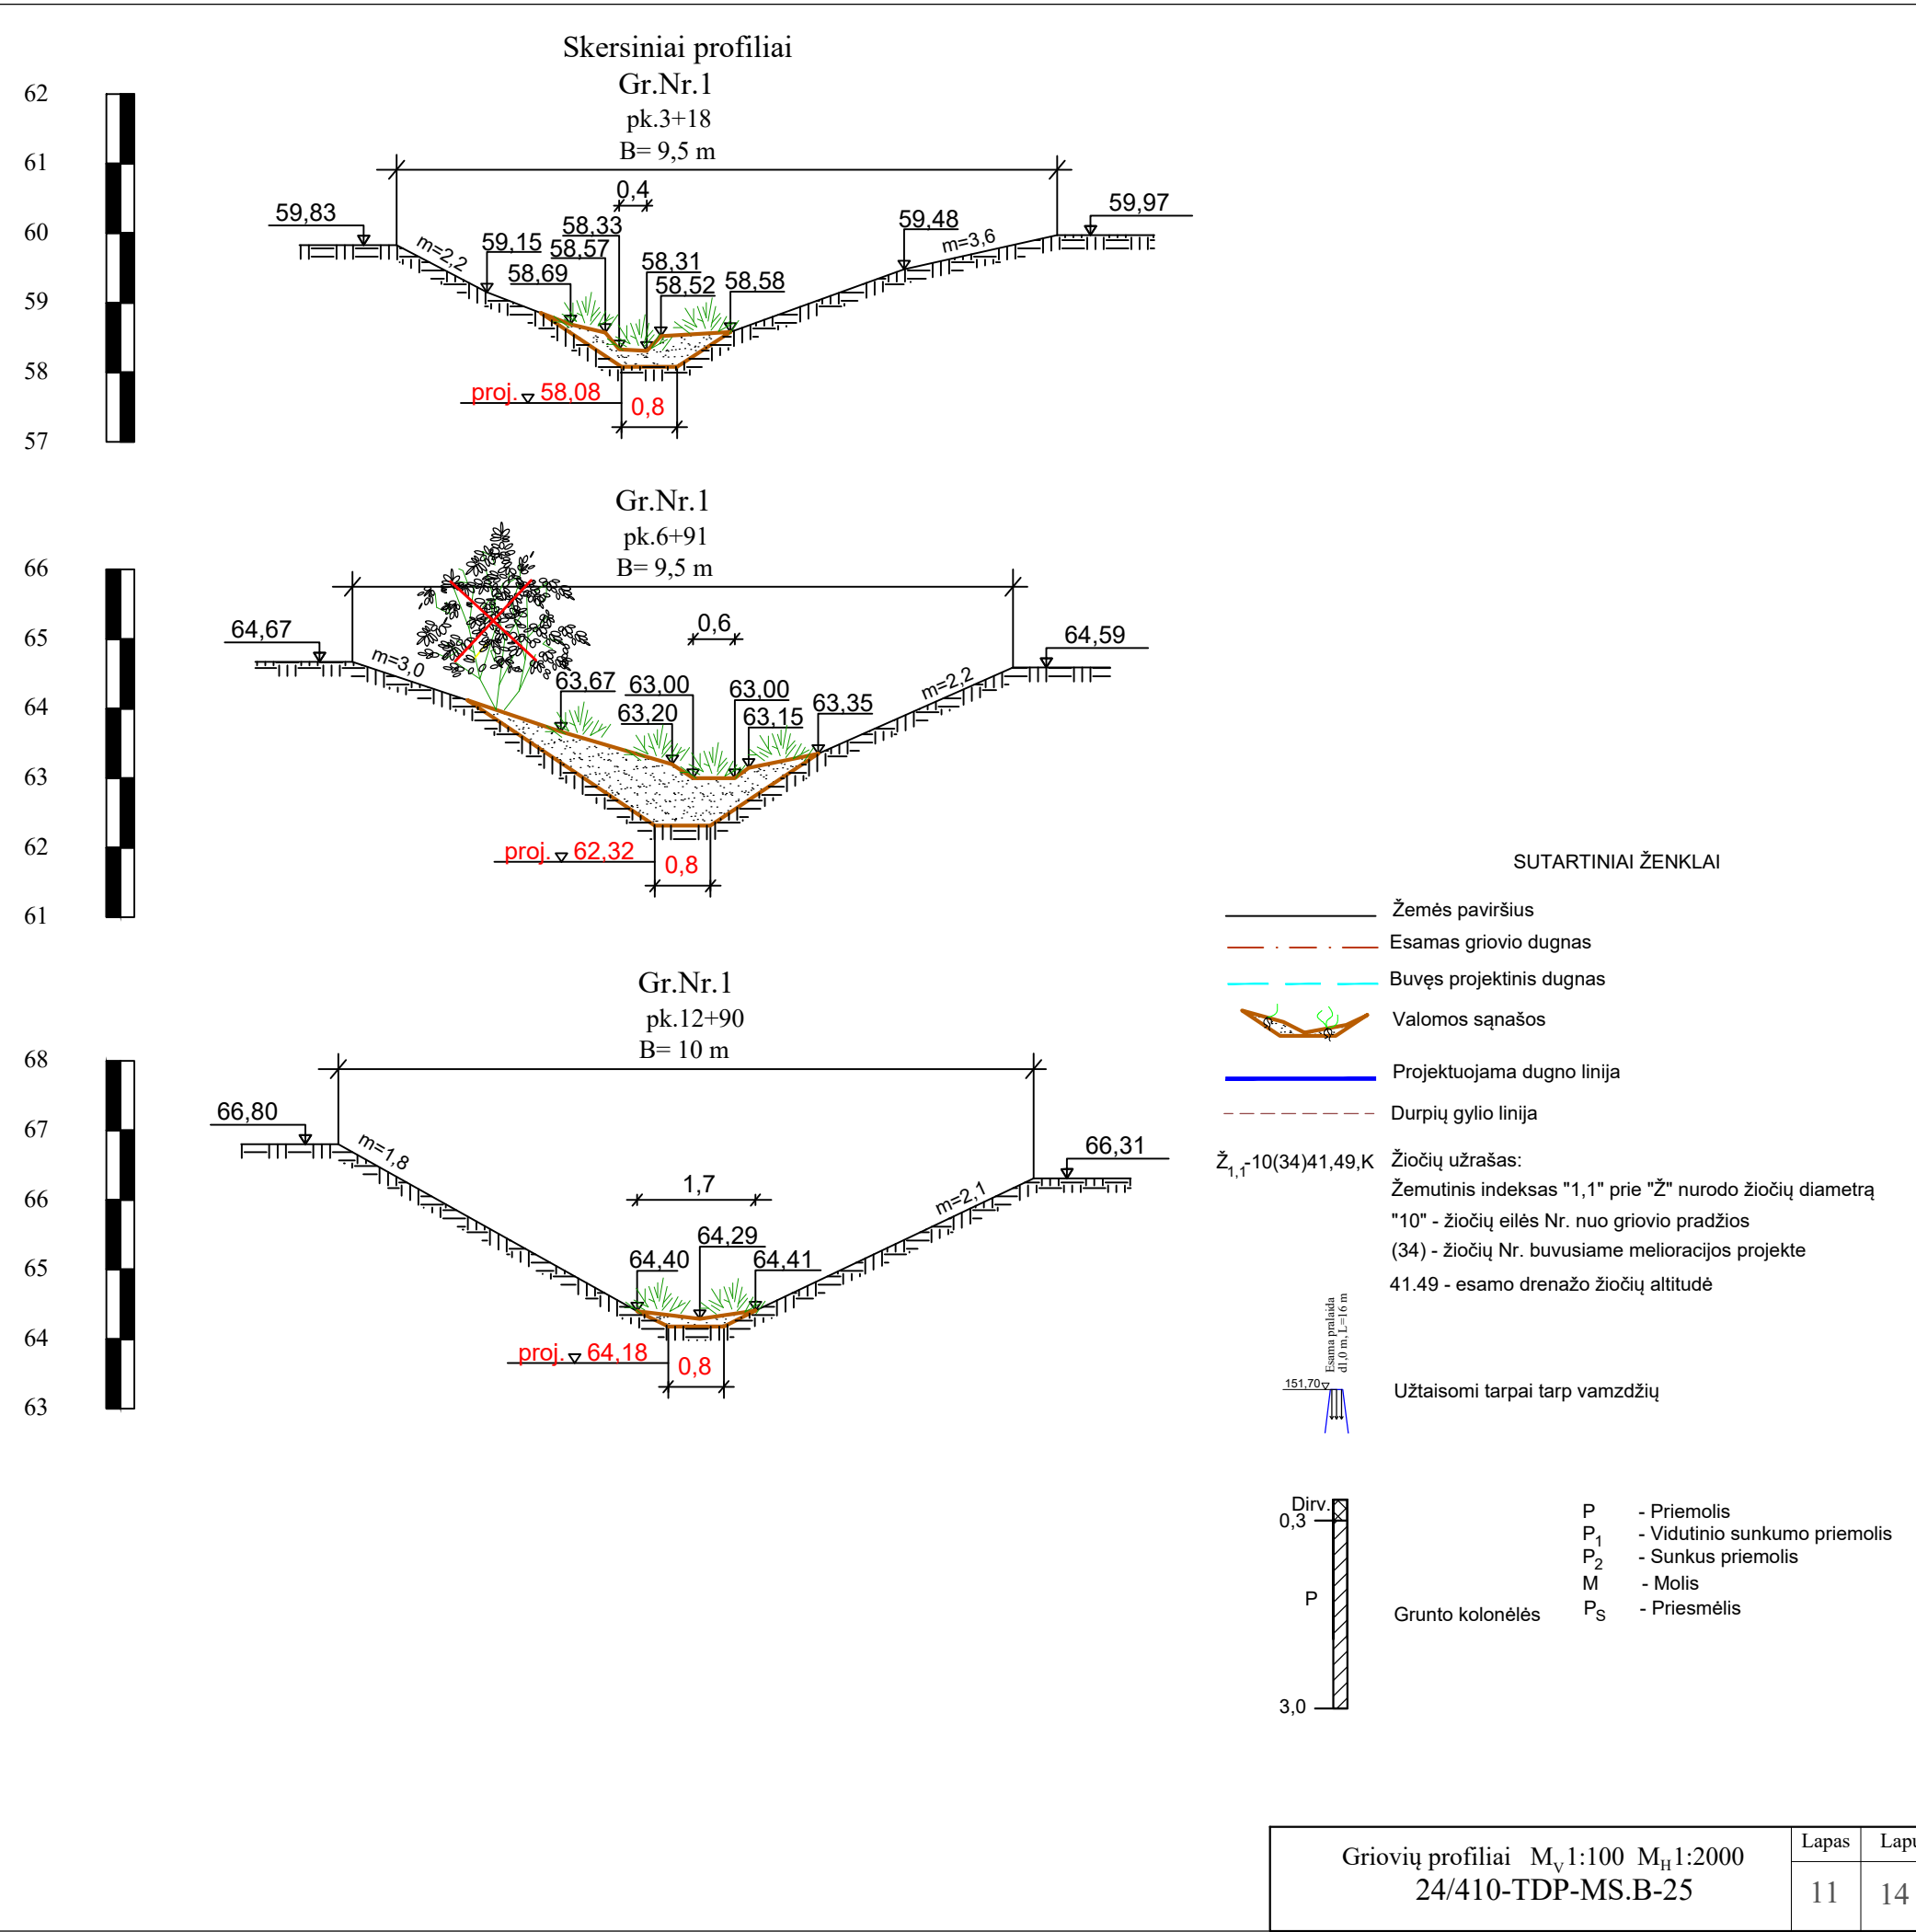 Skersiniai profiliai
Gr.Nr.1
pk.3+18
B= 9,5 m
62
61
60
59
58
57
0,4
59,83
59,97
58,33
59,48
59,15
58,57
58,31
58,69
58,52
58,58
m=2,2
m=3,6
proj. 58,08
0,8
Gr.Nr.1
pk.6+91
B= 9,5 m
66
65
64
63
62
61
0,6
64,67
64,59
m=3,0
m=2,2
63,67
63,00
63,00
63,20
63,15
63,35
proj. 62,32
0,8
Gr.Nr.1
pk.12+90
B= 10 m
68
67
66
65
64
63
66,80
66,31
m=1,8
m=2,1
1,7
64,29
64,40
64,41
proj. 64,18
0,8
SUTARTINIAI ŽENKLAI
Žemės paviršius
Esamas griovio dugnas
Buvęs projektinis dugnas
Valomos sąnašos
Projektuojama dugno linija
Durpių gylio linija
Ž1,1-10(34)41,49,K Žiočių užrašas:
Žemutinis indeksas "1,1" prie "Ž" nurodo žiočių diametrą
"10" - žiočių eilės Nr. nuo griovio pradžios
(34) - žiočių Nr. buvusiame melioracijos projekte
41.49 - esamo drenažo žiočių altitudė
Esama pralaida
d1,0 m, L=16 m
151,70
Užtaisomi tarpai tarp vamzdžių
Dirv.
0,3
P
3,0
Grunto kolonėlės
P - Priemolis
P1 - Vidutinio sunkumo priemolis
P2 - Sunkus priemolis
M - Molis
PS - Priesmėlis
Griovių profiliai MV1:100 MH1:2000
24/410-TDP-MS.B-25
Lapas
11
Lapų
14